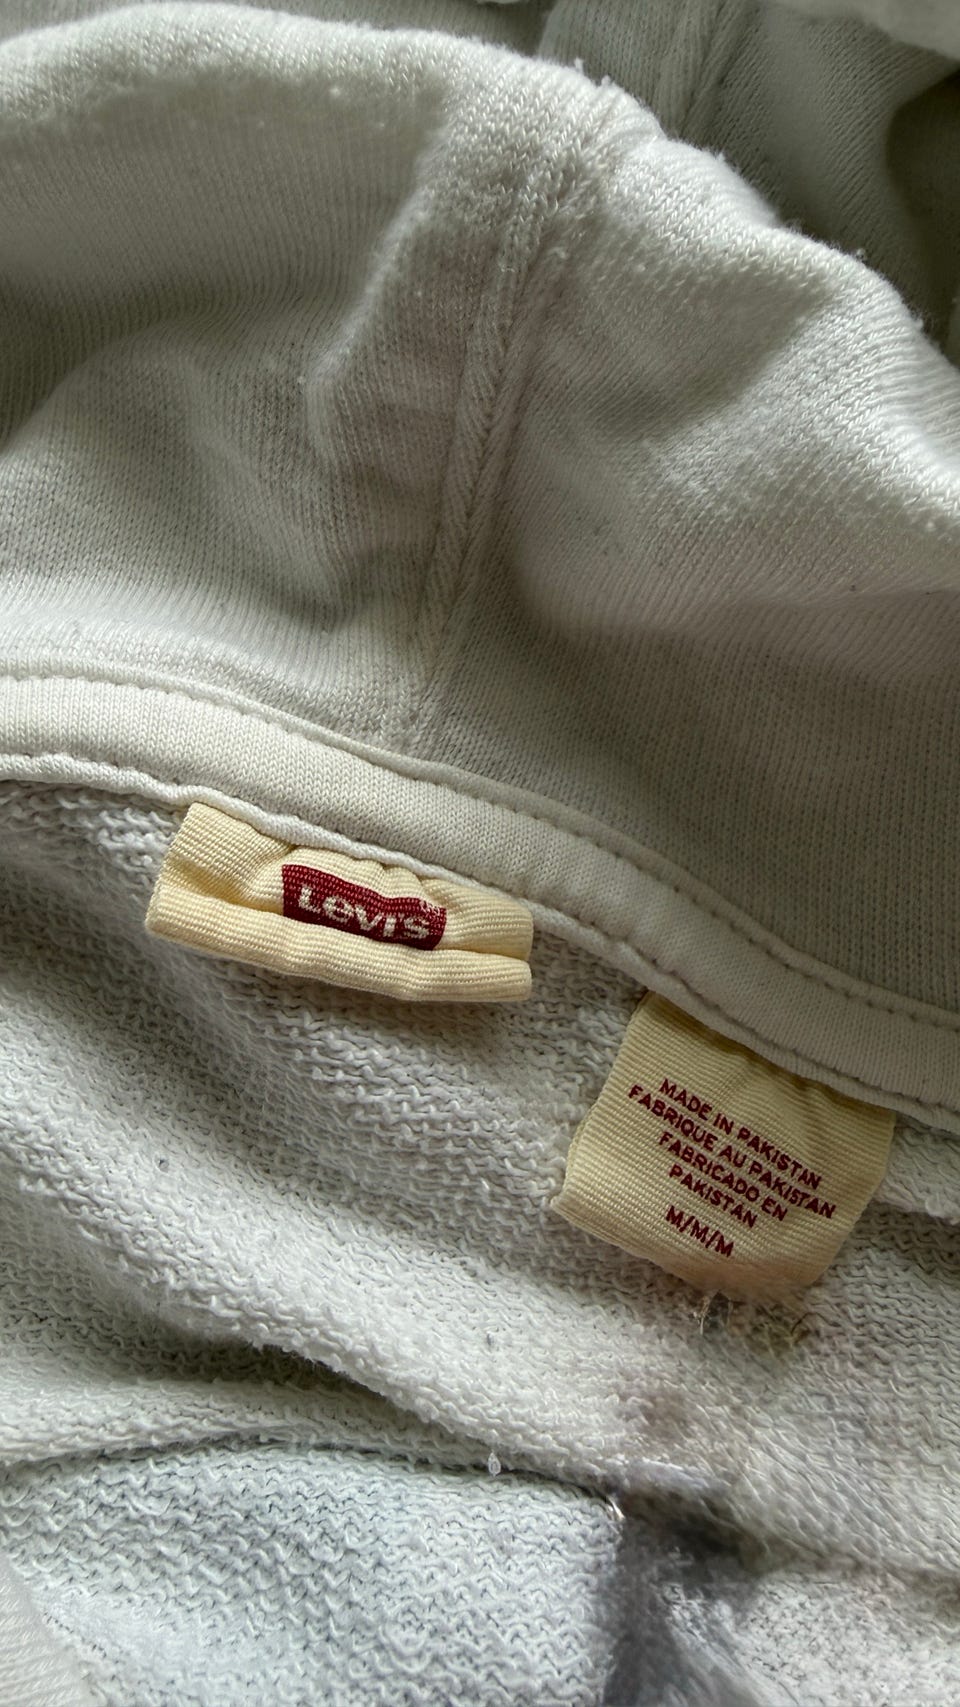 Levi's
MADE IN PAKISTAN
FABRIQUE AU PAKISTAN
FABRICADO EN
PAKISTAN
M/M/M